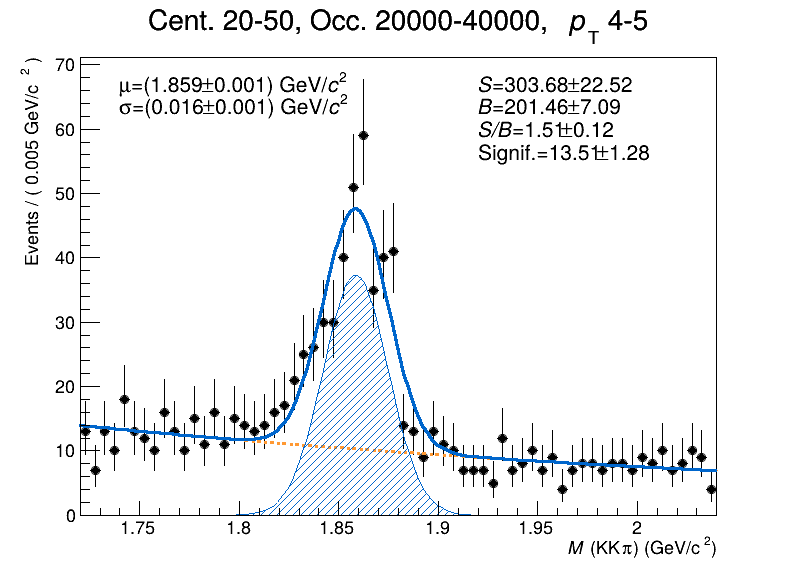 Cent. 20-50, Occ. 20000-40000, pT 4-5
Events / ( 0.005 GeV/c² )
μ=(1.859±0.001) GeV/c²
σ=(0.016±0.001) GeV/c²
S=303.68±22.52
B=201.46±7.09
S/B=1.51±0.12
Signif.=13.51±1.28
70
60
50
40
30
20
10
0
1.75 1.8 1.85 1.9 1.95 2
M (KKπ) (GeV/c²)